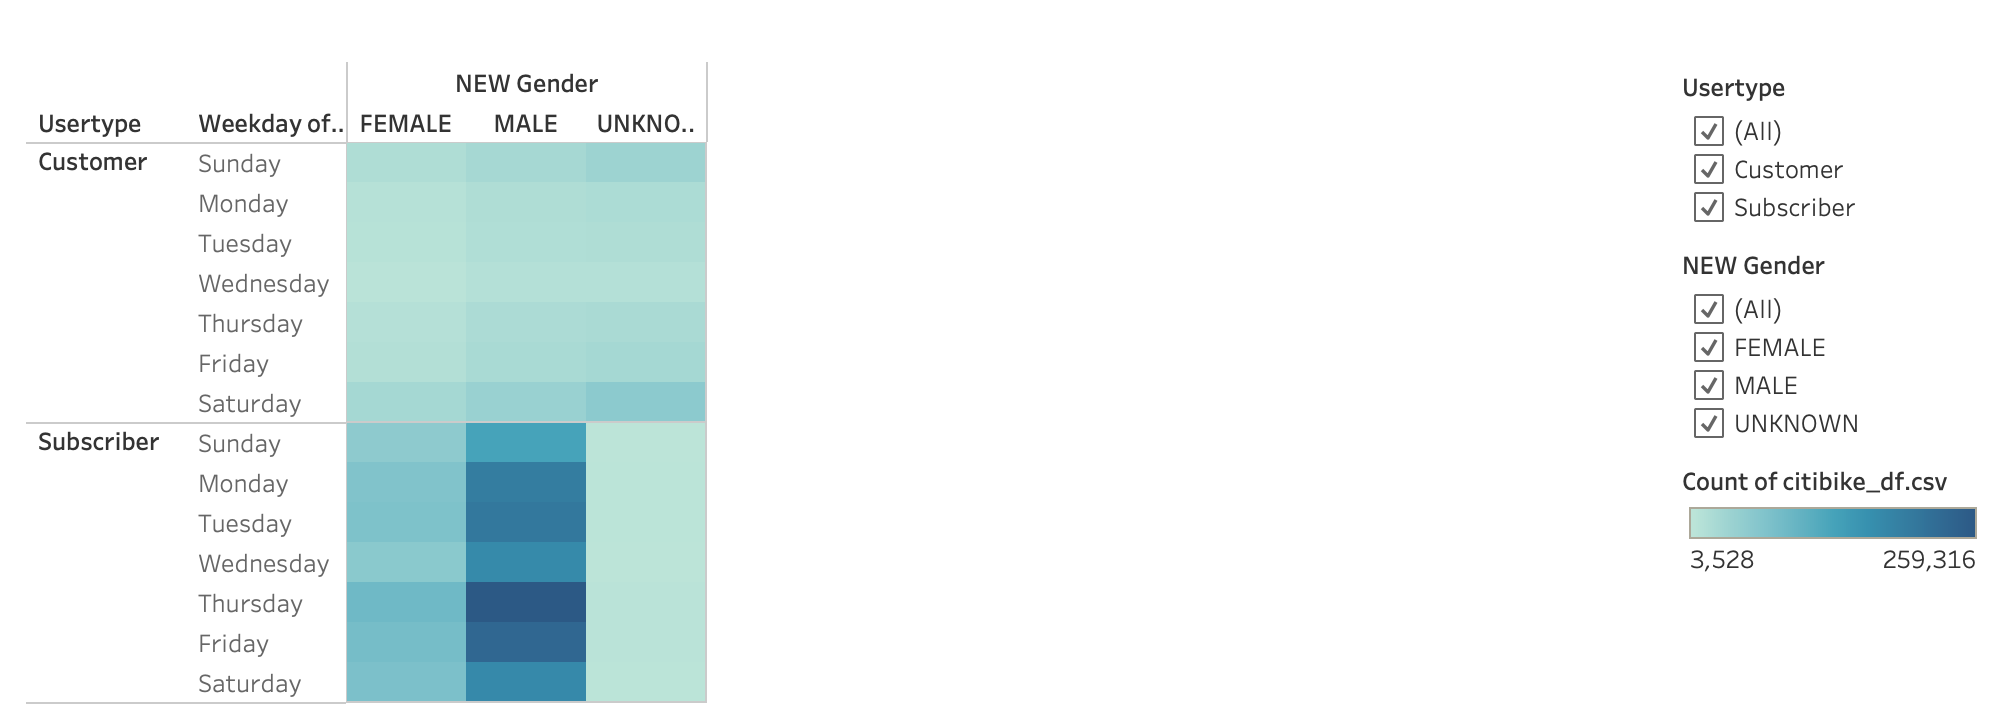 NEW Gender
Usertype Weekday of.. FEMALE MALE UNKNO..
Customer Sunday
Monday
Tuesday
Wednesday
Thursday
Friday
Saturday
Subscriber Sunday
Monday
Tuesday
Wednesday
Thursday
Friday
Saturday
Usertype
(All)
Customer
Subscriber
NEW Gender
(All)
FEMALE
MALE
UNKNOWN
Count of citibike_df.csv
3,528 259,316